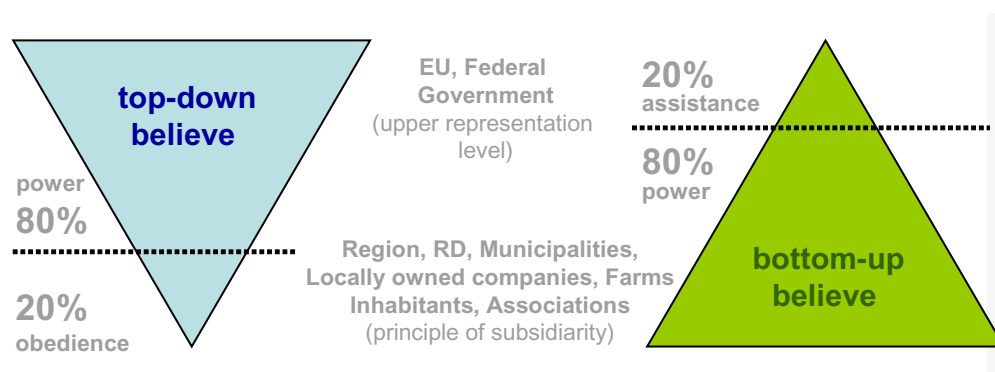 top-down
believe
power
80%
20%
obedience
EU, Federal
Government
(upper representation
level)
Region, RD, Municipalities,
Locally owned companies, Farms
Inhabitants, Associations
(principle of subsidiarity)
20%
assistance
80%
power
bottom-up
believe